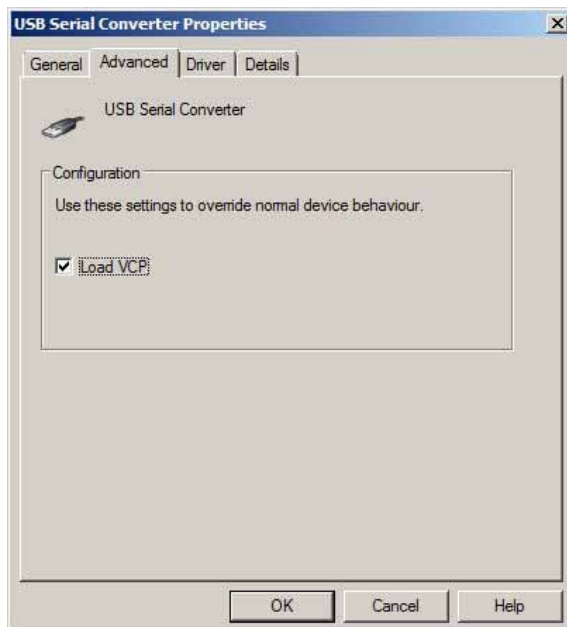 USB Serial Converter Properties
General Advanced Driver Details
USB Serial Converter
Configuration
Use these settings to override normal device behaviour.
Load VCP
OK Cancel Help